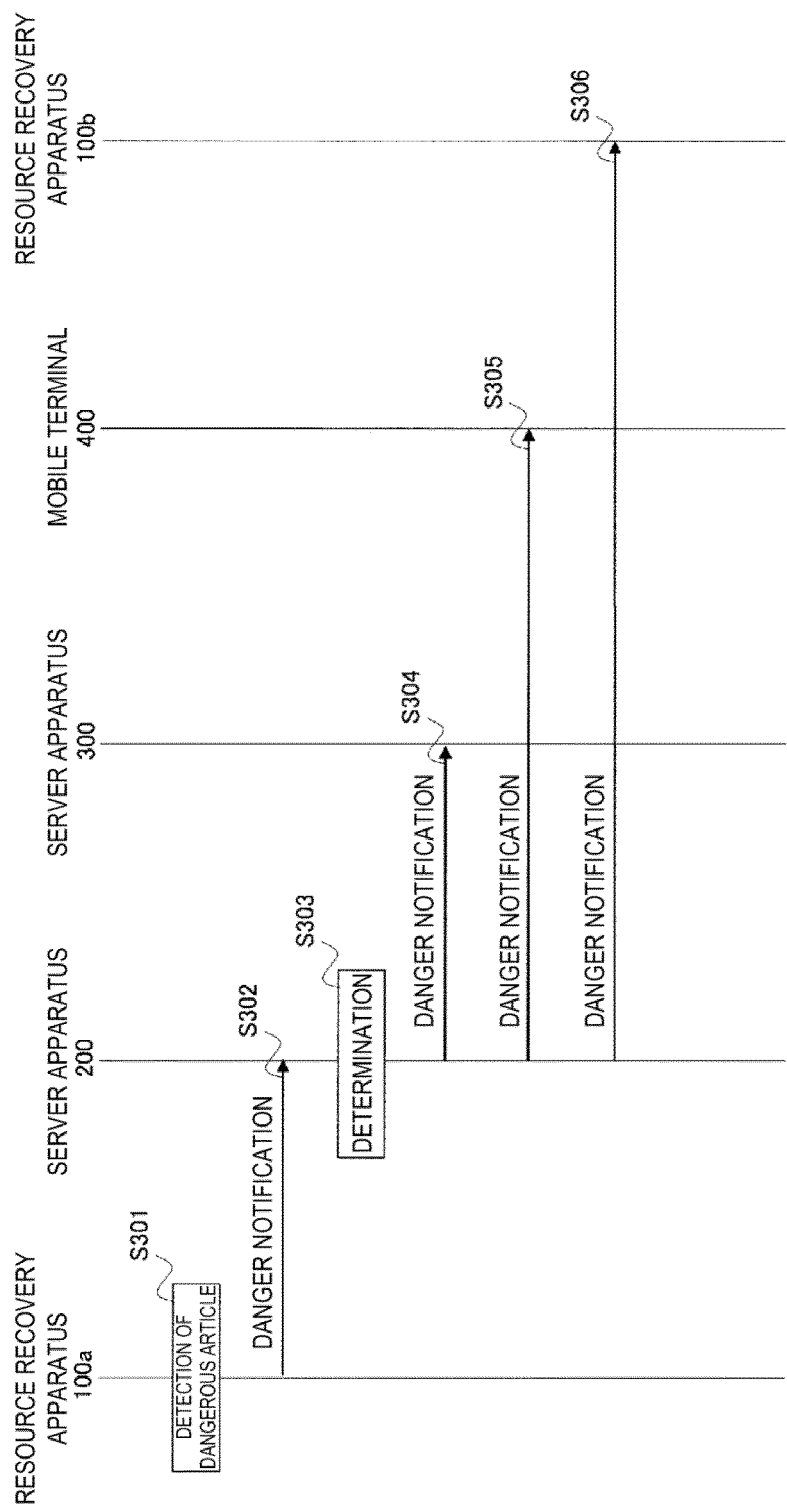 RESOURCE RECOVERY
APPARATUS
100a
SERVER APPARATUS
200
SERVER APPARATUS
300
MOBILE TERMINAL
400
RESOURCE RECOVERY
APPARATUS
100b
S301
DETECTION OF
DANGEROUS ARTICLE
S302
DANGER NOTIFICATION
S303
DETERMINATION
S304
DANGER NOTIFICATION
S305
DANGER NOTIFICATION
S306
DANGER NOTIFICATION